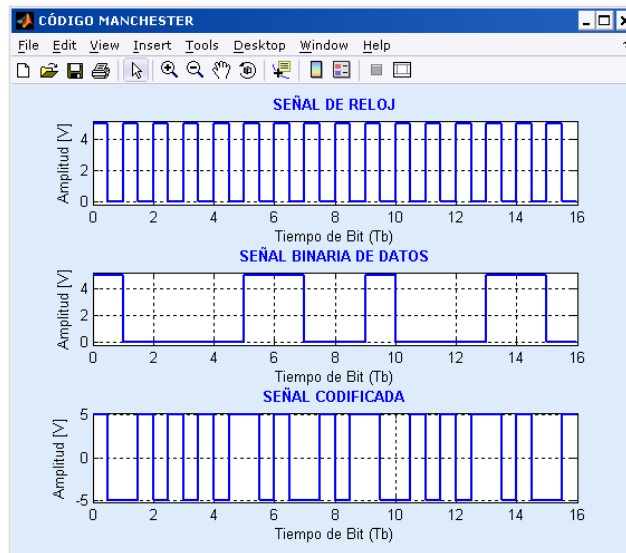 CÓDIGO MANCHESTER
File Edit View Insert Tools Desktop Window Help
SEÑAL DE RELOJ
Amplitud [V]
4
2
0
0 2 4 6 8 10 12 14 16
Tiempo de Bit (Tb)
SEÑAL BINARIA DE DATOS
Amplitud [V]
4
2
0
0 2 4 6 8 10 12 14 16
Tiempo de Bit (Tb)
SEÑAL CODIFICADA
Amplitud [V]
5
0
-5
0 2 4 6 8 10 12 14 16
Tiempo de Bit (Tb)